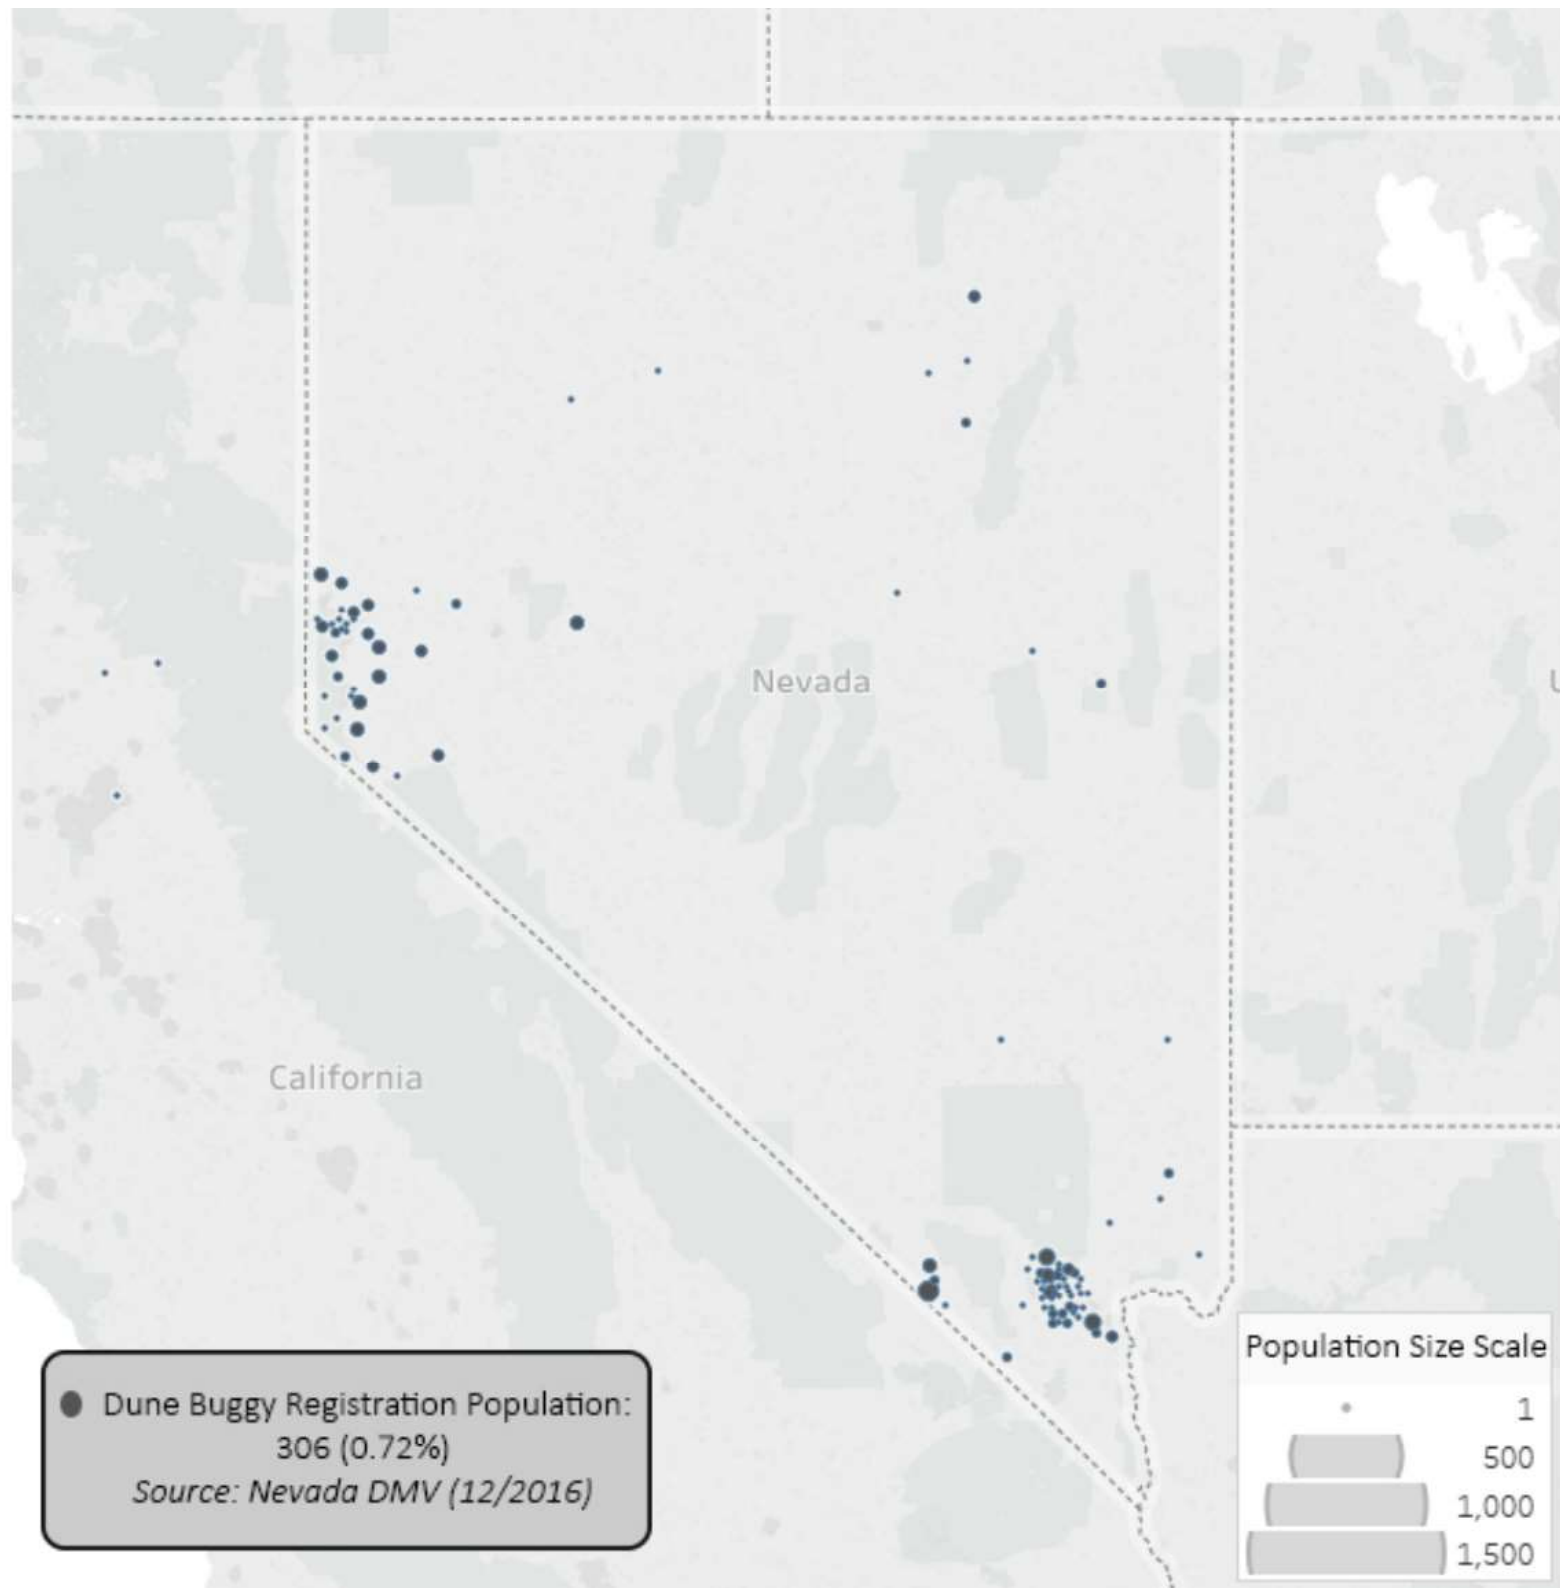 Nevada
U
California
Dune Buggy Registration Population:
306 (0.72%)
Source: Nevada DMV (12/2016)
Population Size Scale
1
500
1,000
1,500